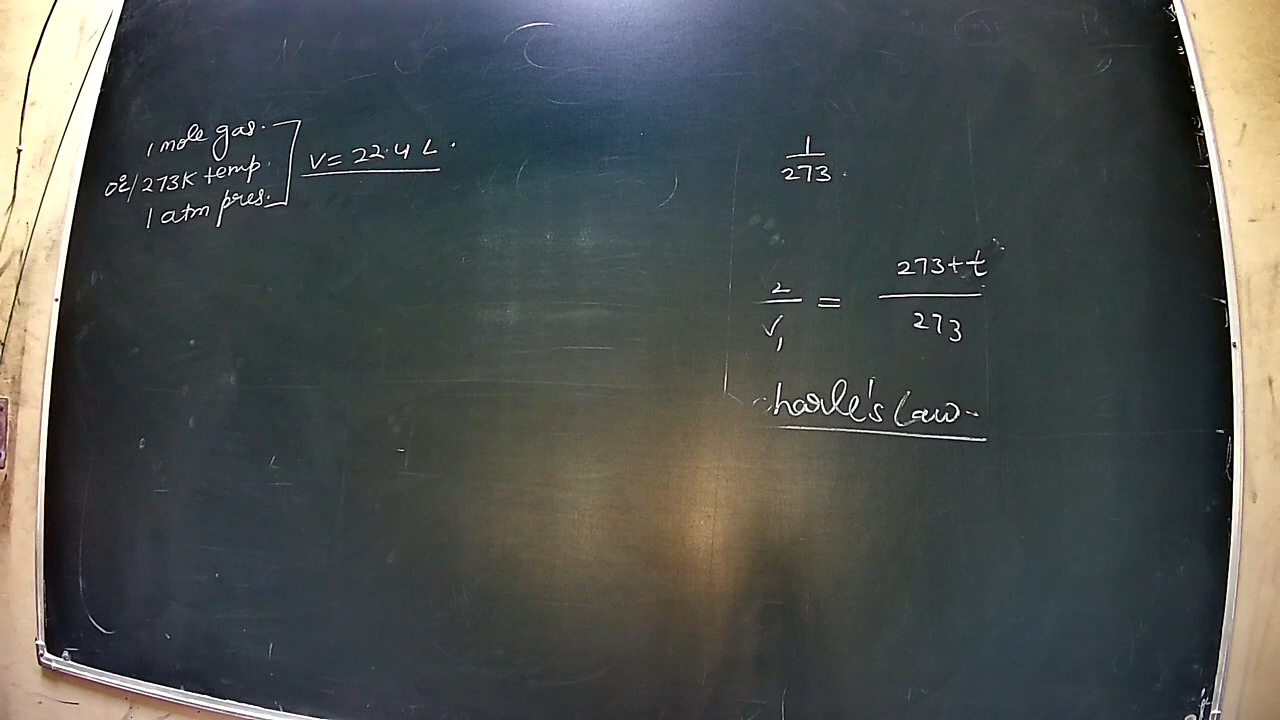 1 mole gas.
0°c/273K temp.
1 atm pres.
V = 22.4 L.
1
273.
2
V1
=
273+t
273
harle's Law